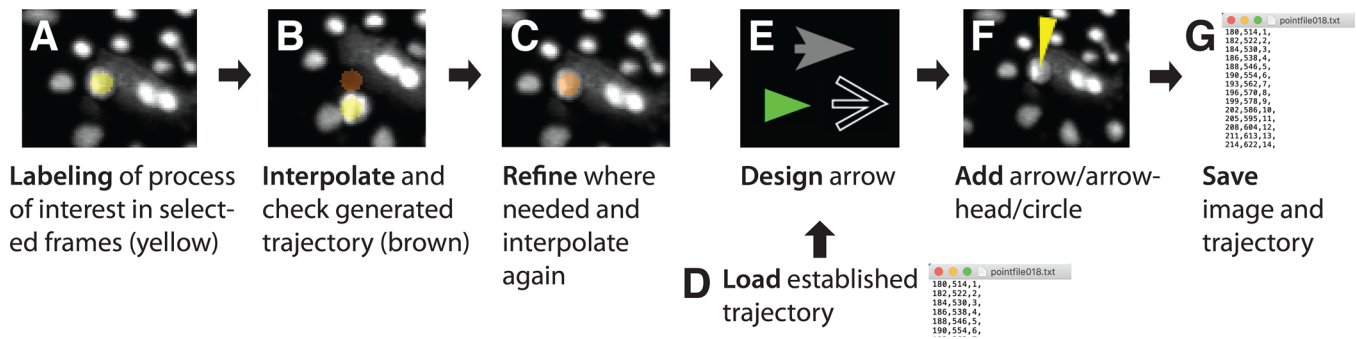 A
Labeling of process
of interest in select-
ed frames (yellow)
B
Interpolate and
check generated
trajectory (brown)
C
Refine where
needed and
interpolate
again
E
Design arrow
D
Load established
trajectory
pointfile018.txt
180,514,1,
182,522,2,
184,530,3,
186,538,4,
188,546,5,
190,554,6,
F
Add arrow/arrow-
head/circle
G
pointfile018.txt
180,514,1,
182,522,2,
184,530,3,
186,538,4,
188,546,5,
190,554,6,
193,562,7,
196,570,8,
199,578,9,
202,586,10,
205,595,11,
208,604,12,
211,613,13,
214,622,14,
Save
image and
trajectory